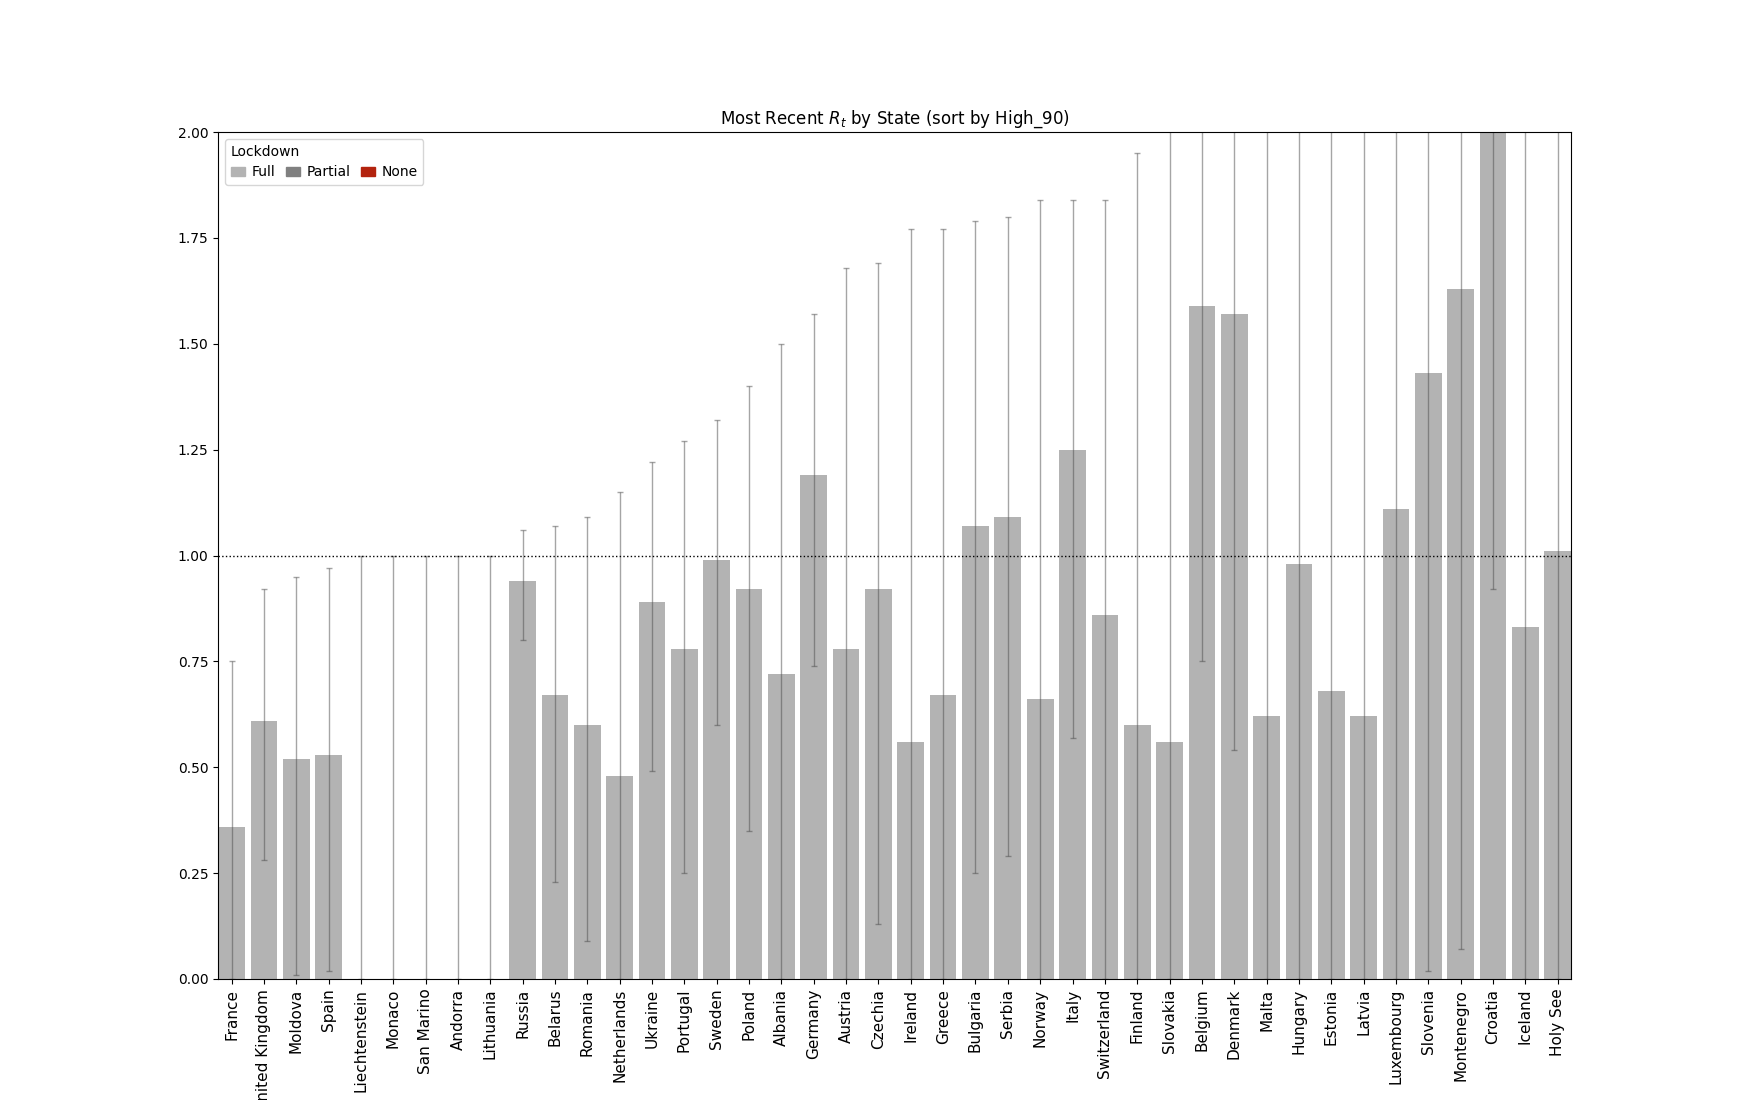 Most Recent R_t by State (sort by High_90)
Lockdown
Full Partial None
2.00
1.75
1.50
1.25
1.00
0.75
0.50
0.25
0.00
France
nited Kingdom
Moldova
Spain
Liechtenstein
Monaco
San Marino
Andorra
Lithuania
Russia
Belarus
Romania
Netherlands
Ukraine
Portugal
Sweden
Poland
Albania
Germany
Austria
Czechia
Ireland
Greece
Bulgaria
Serbia
Norway
Italy
Switzerland
Finland
Slovakia
Belgium
Denmark
Malta
Hungary
Estonia
Latvia
Luxembourg
Slovenia
Montenegro
Croatia
Iceland
Holy See